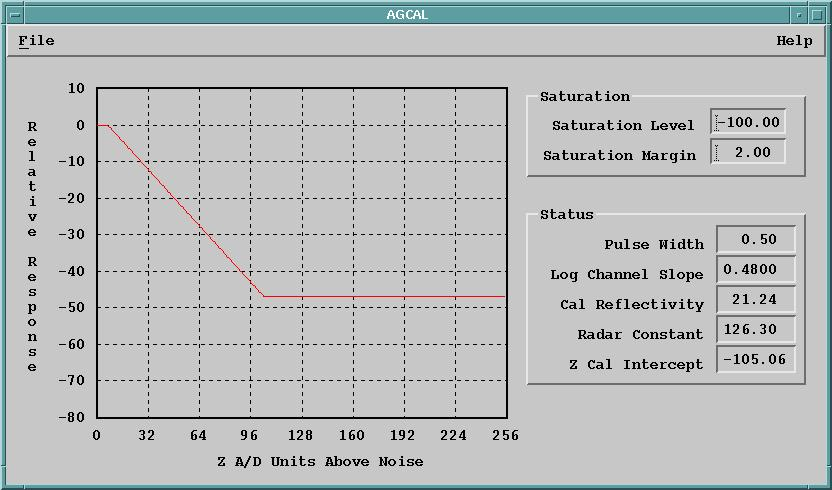 AGCAL
File Help
10
0
-10
-20
-30
-40
-50
-60
-70
-80
Relative Response
0 32 64 96 128 160 192 224 256
Z A/D Units Above Noise
Saturation
Saturation Level -100.00
Saturation Margin 2.00
Status
Pulse Width 0.50
Log Channel Slope 0.4800
Cal Reflectivity 21.24
Radar Constant 126.30
Z Cal Intercept -105.06